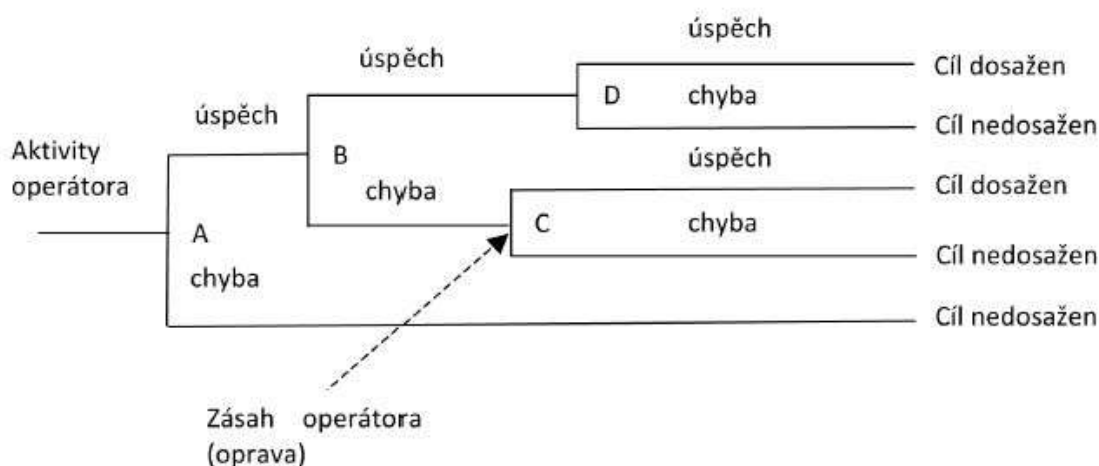 úspěch
úspěch
Cíl dosažen
D chyba
úspěch
Cíl nedosažen
Aktivity
operátora
B
úspěch
Cíl dosažen
chyba
C chyba
A
Cíl nedosažen
chyba
Cíl nedosažen
Zásah operátora
(oprava)